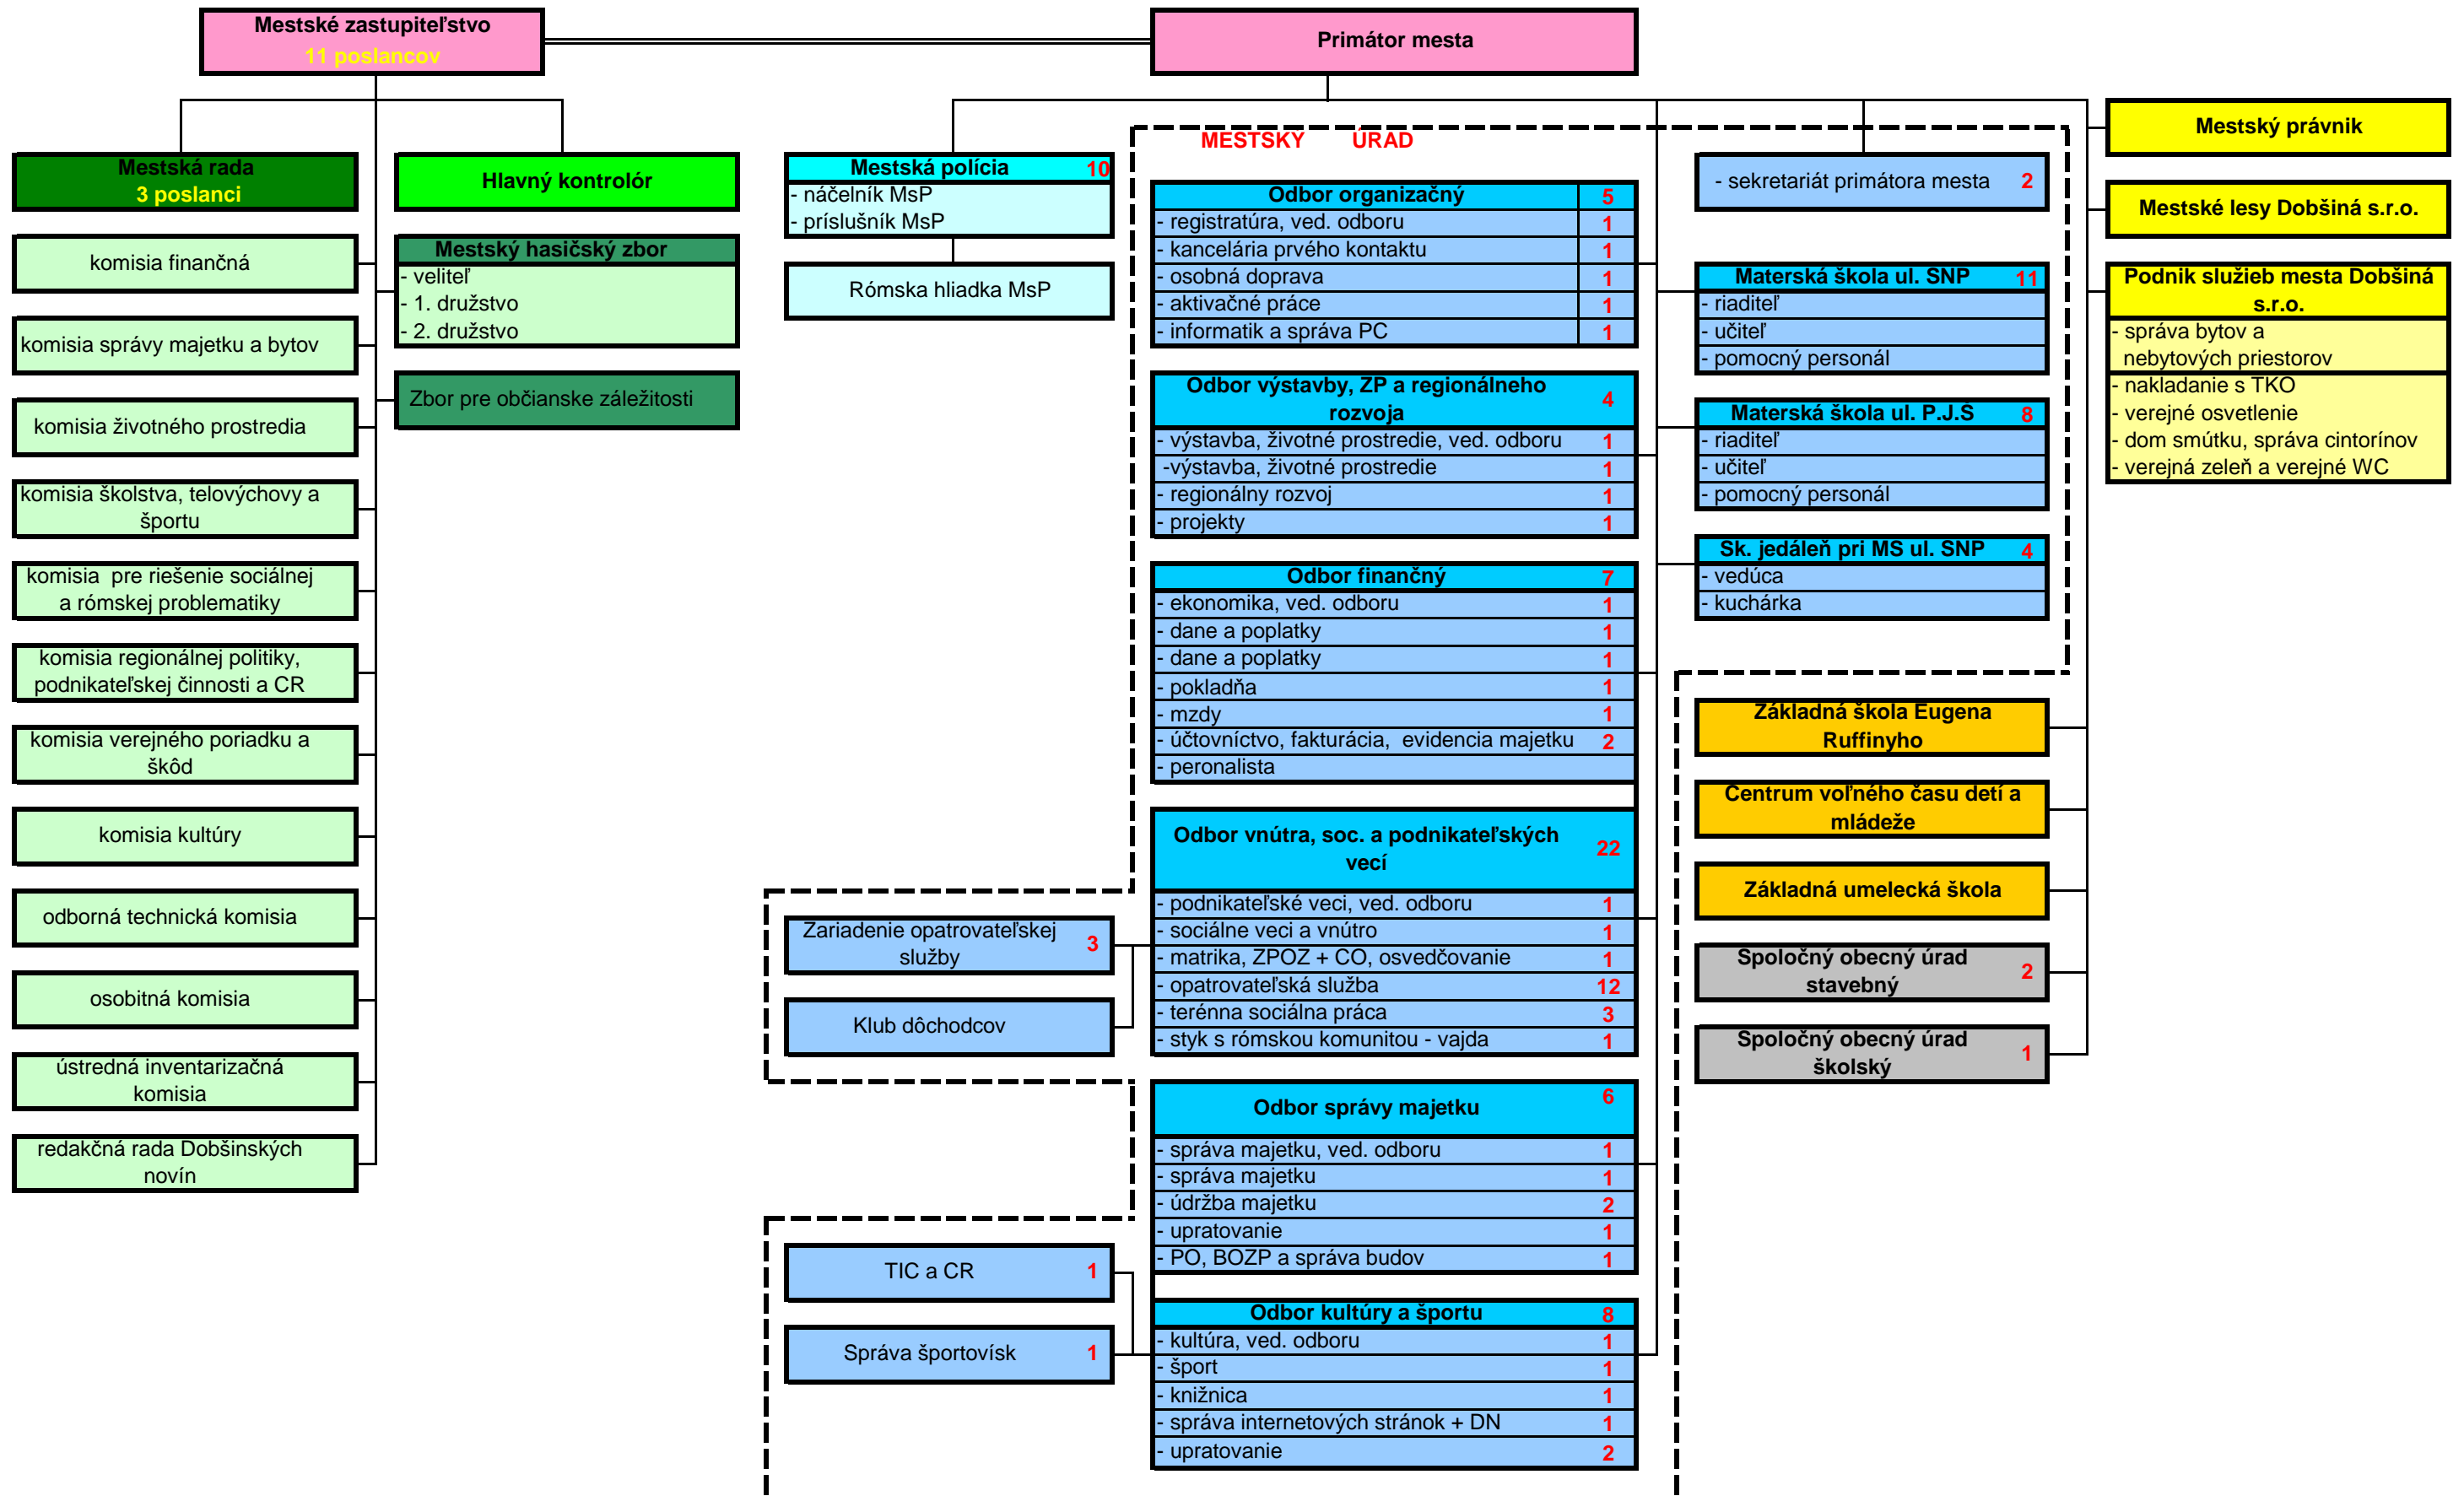 Mestské zastupiteľstvo
11 poslancov
Primátor mesta
Mestská rada
3 poslanci
Hlavný kontrolór
komisia finančná
komisia správy majetku a bytov
komisia životného prostredia
komisia školstva, telovýchovy a
športu
komisia pre riešenie sociálnej
a rómskej problematiky
komisia regionálnej politiky,
podnikateľskej činnosti a CR
komisia verejného poriadku a
škôd
komisia kultúry
odborná technická komisia
osobitná komisia
ústredná inventarizačná
komisia
redakčná rada Dobšinských
novín
Mestský hasičský zbor
- veliteľ
- 1. družstvo
- 2. družstvo
Zbor pre občianske záležitosti
Mestská polícia 10
- náčelník MsP
- príslušník MsP
Rómska hliadka MsP
MESTSKÝ ÚRAD
Odbor organizačný 5
- registratúra, ved. odboru 1
- kancelária prvého kontaktu 1
- osobná doprava 1
- aktivačné práce 1
- informatik a správa PC 1
Odbor výstavby, ZP a regionálneho
rozvoja 4
- výstavba, životné prostredie, ved. odboru 1
-výstavba, životné prostredie 1
- regionálny rozvoj 1
- projekty 1
Odbor finančný 7
- ekonomika, ved. odboru 1
- dane a poplatky 1
- dane a poplatky 1
- pokladňa 1
- mzdy 1
- účtovníctvo, fakturácia, evidencia majetku 2
- peronalista
Odbor vnútra, soc. a podnikateľských
vecí 22
- podnikateľské veci, ved. odboru 1
- sociálne veci a vnútro 1
- matrika, ZPOZ + CO, osvedčovanie 1
- opatrovateľská služba 12
- terénna sociálna práca 3
- styk s rómskou komunitou - vajda 1
Zariadenie opatrovateľskej
služby 3
Klub dôchodcov
Odbor správy majetku 6
- správa majetku, ved. odboru 1
- správa majetku 1
- údržba majetku 2
- upratovanie 1
- PO, BOZP a správa budov 1
TIC a CR 1
Správa športovísk 1
Odbor kultúry a športu 8
- kultúra, ved. odboru 1
- šport 1
- knižnica 1
- správa internetových stránok + DN 1
- upratovanie 2
- sekretariát primátora mesta 2
Materská škola ul. SNP 11
- riaditeľ
- učiteľ
- pomocný personál
Materská škola ul. P.J.Š 8
- riaditeľ
- učiteľ
- pomocný personál
Šk. jedáleň pri MŠ ul. SNP 4
- vedúca
- kuchárka
Základná škola Eugena
Ruffinyho
Centrum voľného času detí a
mládeže
Základná umelecká škola
Spoločný obecný úrad
stavebný 2
Spoločný obecný úrad
školský 1
Mestský právnik
Mestské lesy Dobšiná s.r.o.
Podnik služieb mesta Dobšiná
s.r.o.
- správa bytov a
nebytových priestorov
- nakladanie s TKO
- verejné osvetlenie
- dom smútku, správa cintorínov
- verejná zeleň a verejné WC